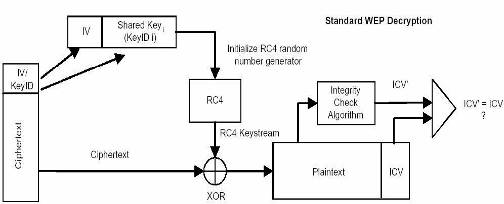 Standard WEP Decryption
IV
Shared Key i
(KeyID i)
Initialize RC4 random
number generator
IV/
KeyID
RC4
Integrity
Check
Algorithm
ICV'
ICV' = ICV
?
RC4 Keystream
Ciphertext
Ciphertext
XOR
Plaintext
ICV